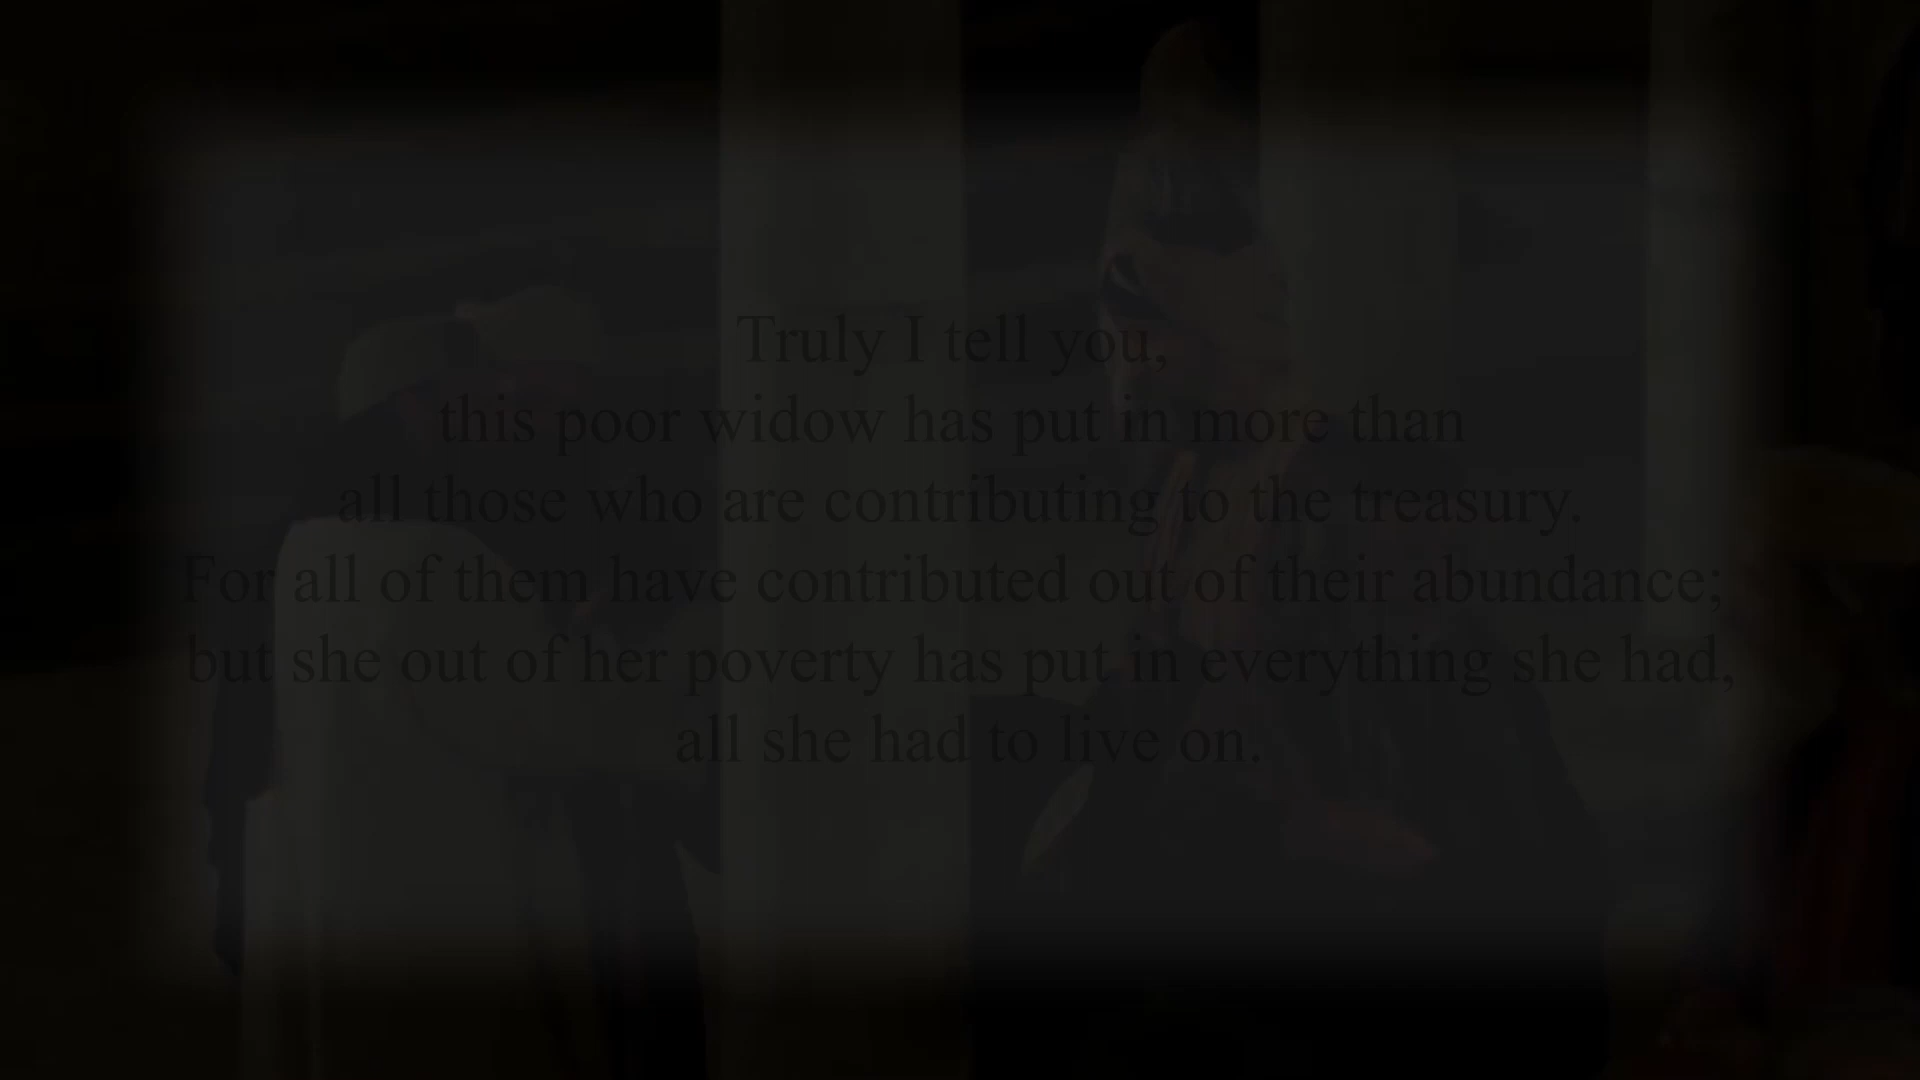 Truly I tell you,
this poor widow has put in more than
all those who are contributing to the treasury.
For all of them have contributed out of their abundance;
but she out of her poverty has put in everything she had,
all she had to live on.